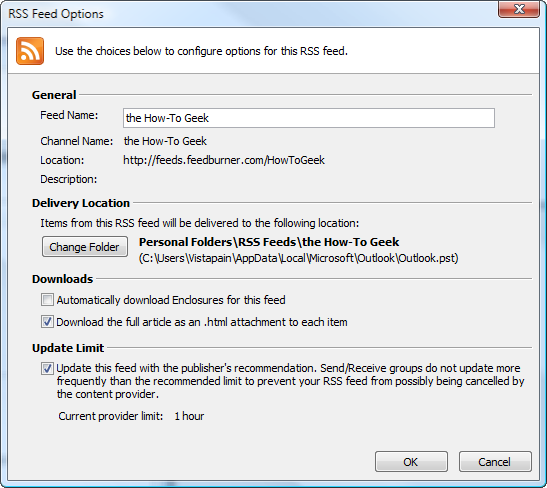 RSS Feed Options
Use the choices below to configure options for this RSS feed.
General
Feed Name: the How-To Geek
Channel Name: the How-To Geek
Location: http://feeds.feedburner.com/HowToGeek
Description:
Delivery Location
Items from this RSS feed will be delivered to the following location:
Change Folder Personal Folders\RSS Feeds\the How-To Geek
(C:\Users\Vistapain\AppData\Local\Microsoft\Outlook\Outlook.pst)
Downloads
Automatically download Enclosures for this feed
Download the full article as an .html attachment to each item
Update Limit
Update this feed with the publisher's recommendation. Send/Receive groups do not update more
frequently than the recommended limit to prevent your RSS feed from possibly being cancelled by
the content provider.
Current provider limit: 1 hour
OK Cancel